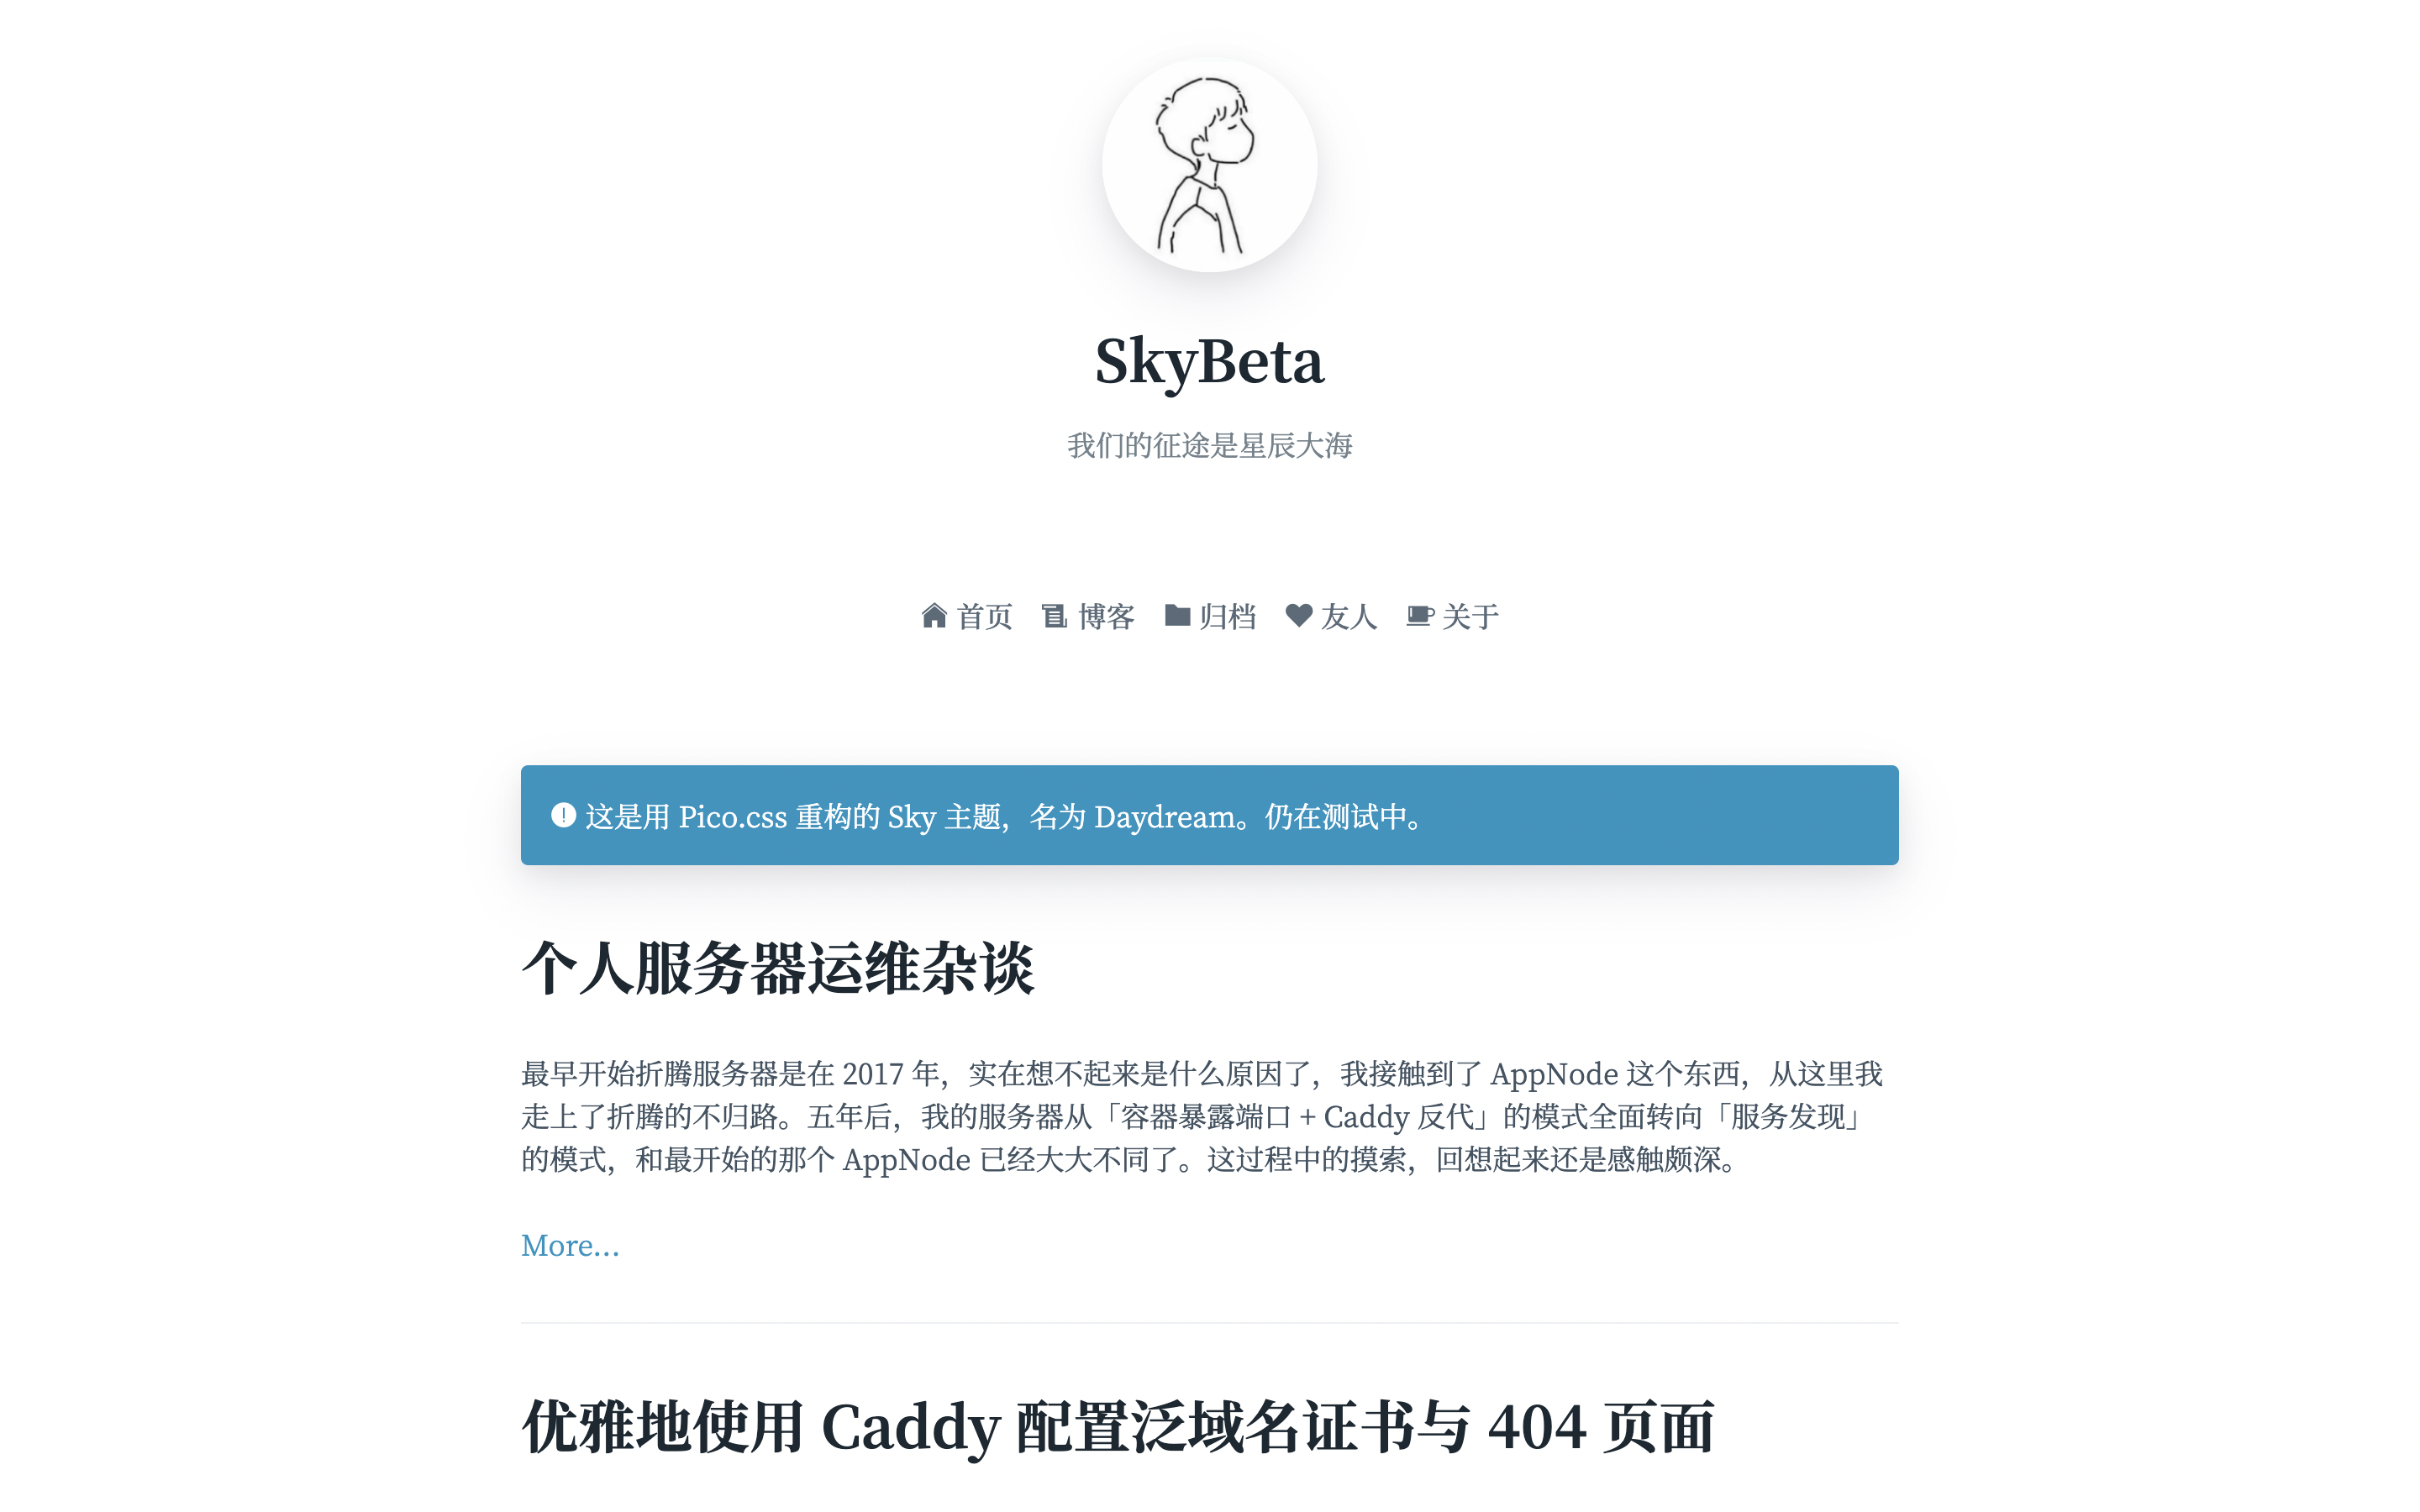 SkyBeta
我们的征途是星辰大海
首页 博客 归档 友人 关于
这是用 Pico.css 重构的 Sky 主题，名为 Daydream。仍在测试中。
个人服务器运维杂谈
最早开始折腾服务器是在 2017 年，实在想不起来是什么原因了，我接触到了 AppNode 这个东西，从这里我
走上了折腾的不归路。五年后，我的服务器从「容器暴露端口 + Caddy 反代」的模式全面转向「服务发现」
的模式，和最开始的那个 AppNode 已经大大不同了。这过程中的摸索，回想起来还是感触颇深。
More...
优雅地使用 Caddy 配置泛域名证书与 404 页面